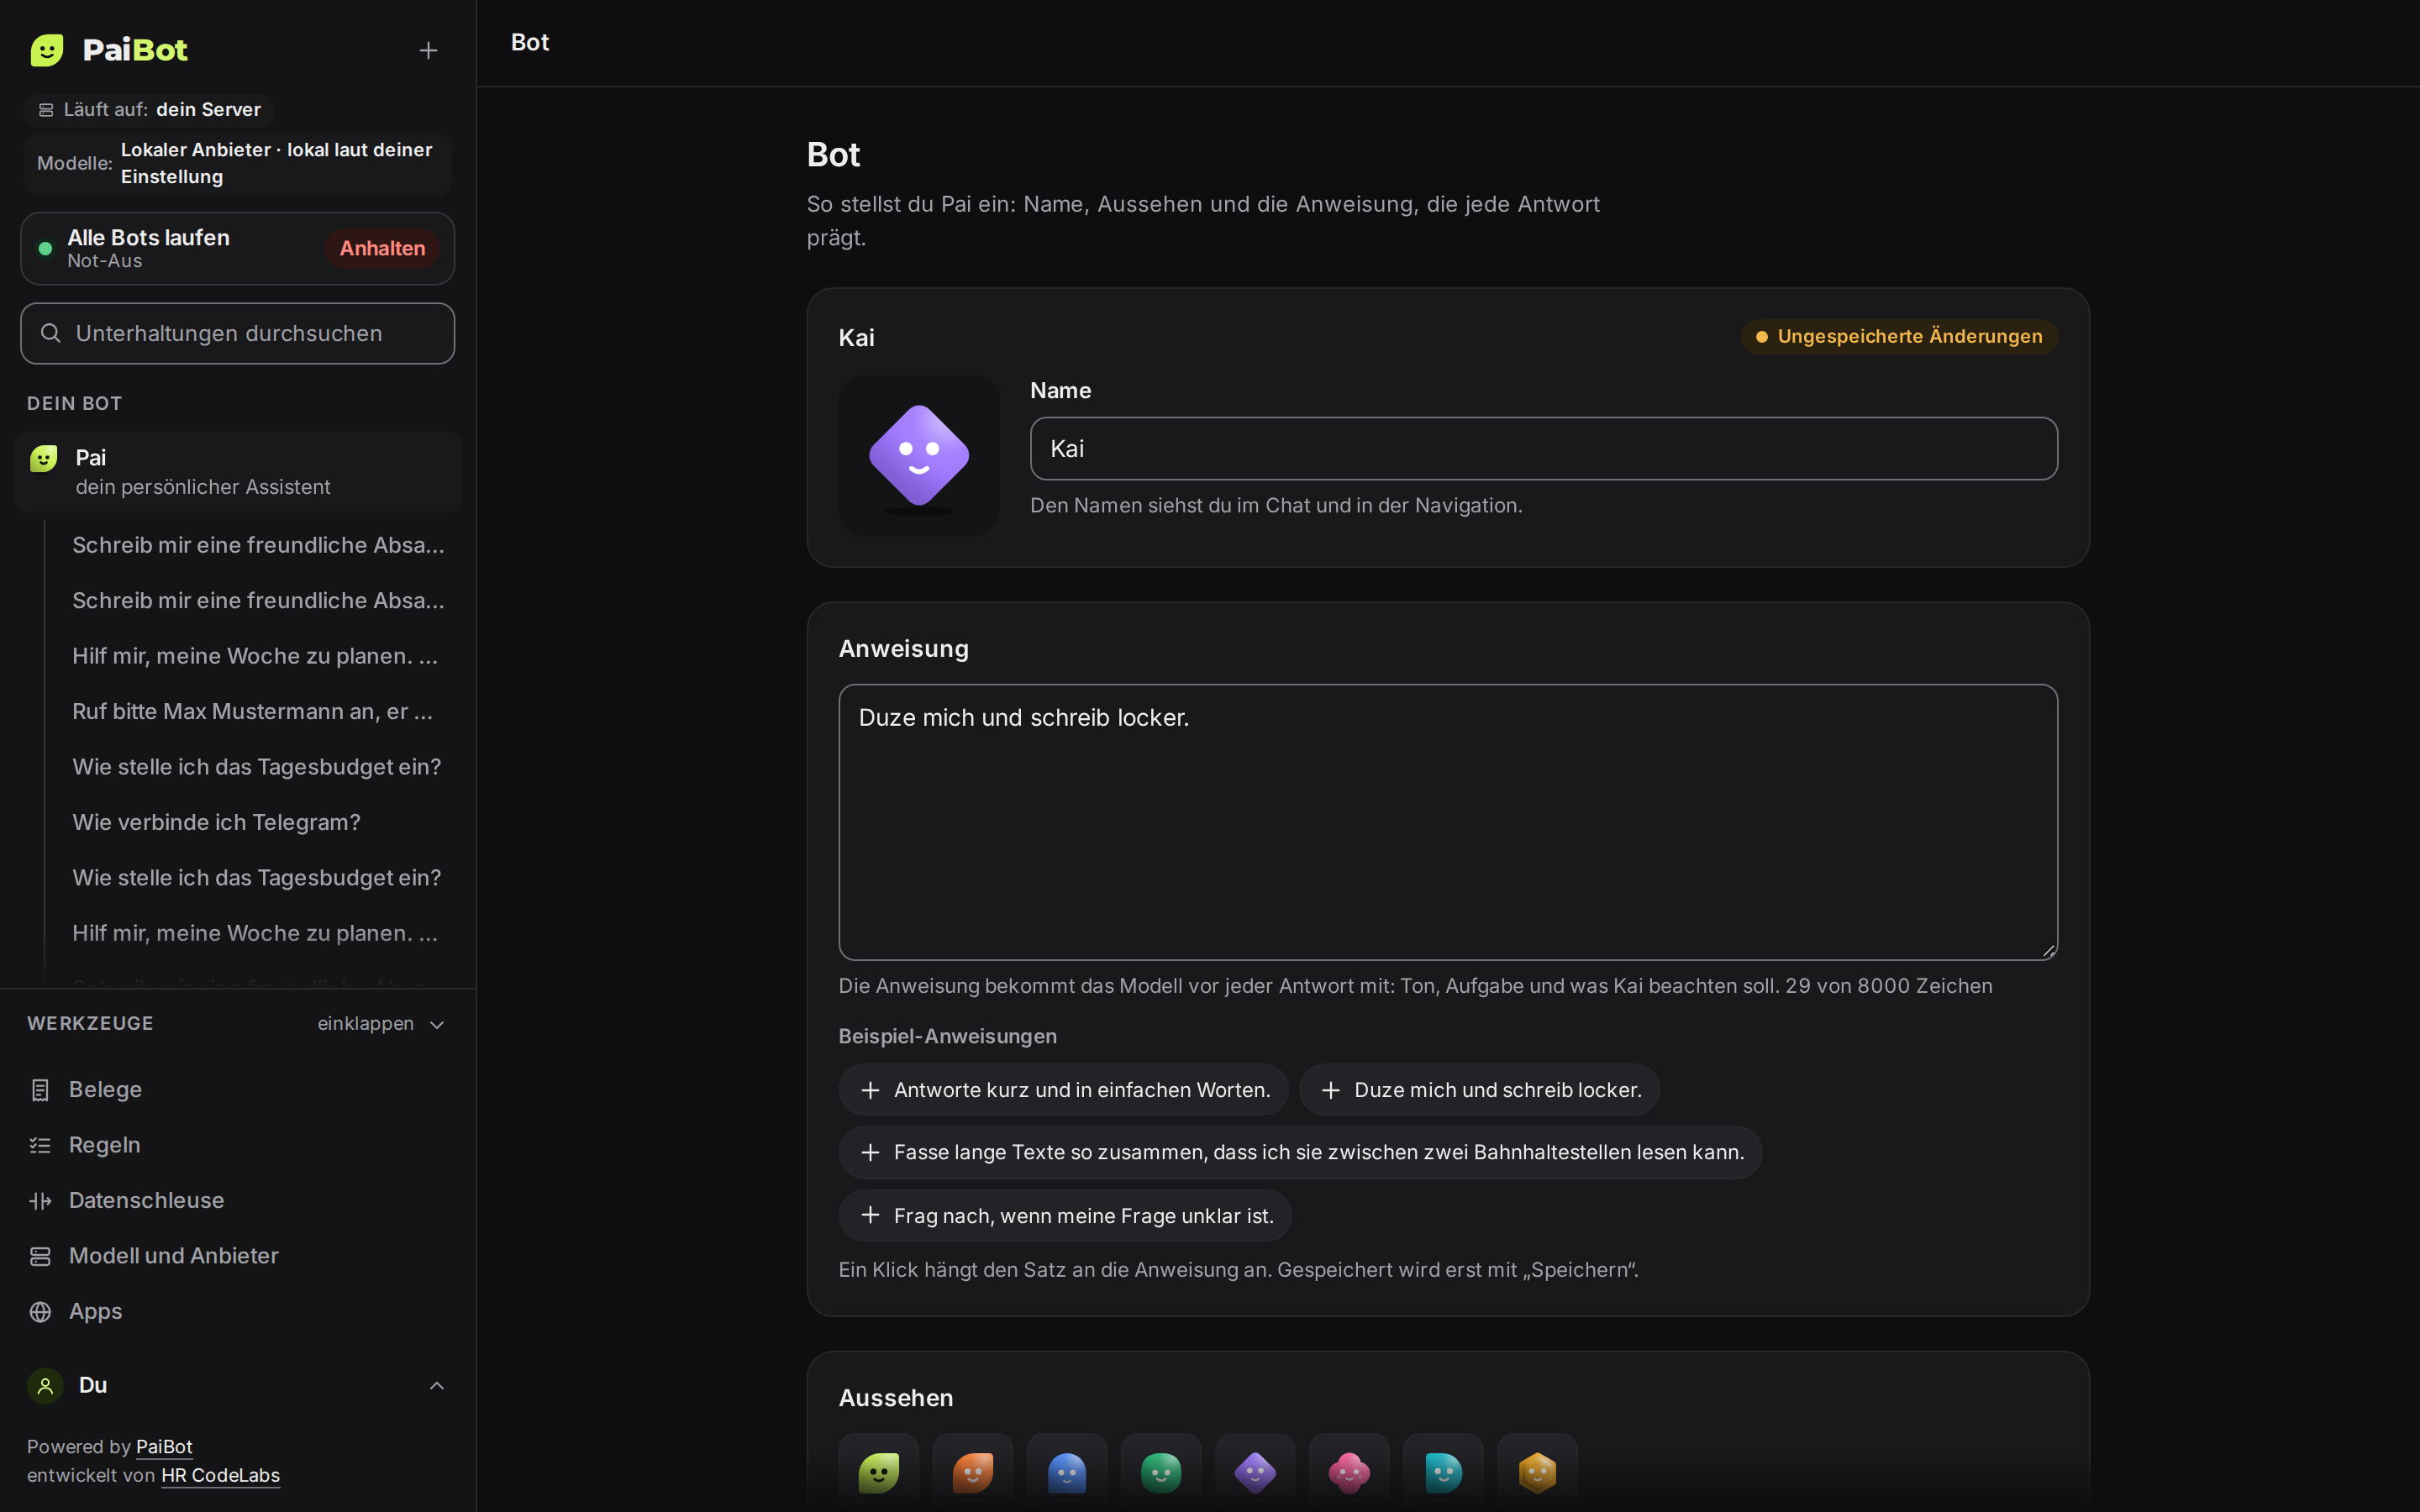 PaiBot
Läuft auf: dein Server
Modelle: Lokaler Anbieter · lokal laut deiner
Einstellung
Alle Bots laufen
Not-Aus
Anhalten
Unterhaltungen durchsuchen
DEIN BOT
Pai
dein persönlicher Assistent
Schreib mir eine freundliche Absa...
Schreib mir eine freundliche Absa...
Hilf mir, meine Woche zu planen. ...
Ruf bitte Max Mustermann an, er ...
Wie stelle ich das Tagesbudget ein?
Wie verbinde ich Telegram?
Wie stelle ich das Tagesbudget ein?
Hilf mir, meine Woche zu planen. ...
WERKZEUGE
einklappen
Belege
Regeln
Datenschleuse
Modell und Anbieter
Apps
Du
Powered by PaiBot
entwickelt von HR CodeLabs
Bot
Bot
So stellst du Pai ein: Name, Aussehen und die Anweisung, die jede Antwort
prägt.
Kai
Ungespeicherte Änderungen
Name
Kai
Den Namen siehst du im Chat und in der Navigation.
Anweisung
Duze mich und schreib locker.
Die Anweisung bekommt das Modell vor jeder Antwort mit: Ton, Aufgabe und was Kai beachten soll. 29 von 8000 Zeichen
Beispiel-Anweisungen
Antworte kurz und in einfachen Worten.
Duze mich und schreib locker.
Fasse lange Texte so zusammen, dass ich sie zwischen zwei Bahnhaltestellen lesen kann.
Frag nach, wenn meine Frage unklar ist.
Ein Klick hängt den Satz an die Anweisung an. Gespeichert wird erst mit „Speichern“.
Aussehen